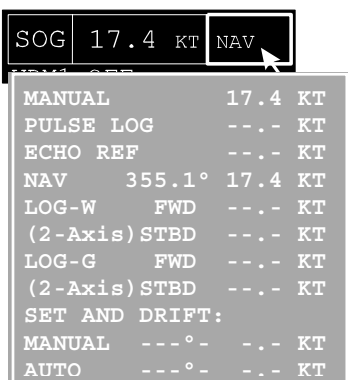 SOG 17.4 KT NAV
MANUAL 17.4 KT
PULSE LOG --.- KT
ECHO REF --.- KT
NAV 355.1° 17.4 KT
LOG-W FWD --.- KT
(2-Axis)STBD --.- KT
LOG-G FWD --.- KT
(2-Axis)STBD --.- KT
SET AND DRIFT:
MANUAL ---°- -.- KT
AUTO ---°- -.- KT